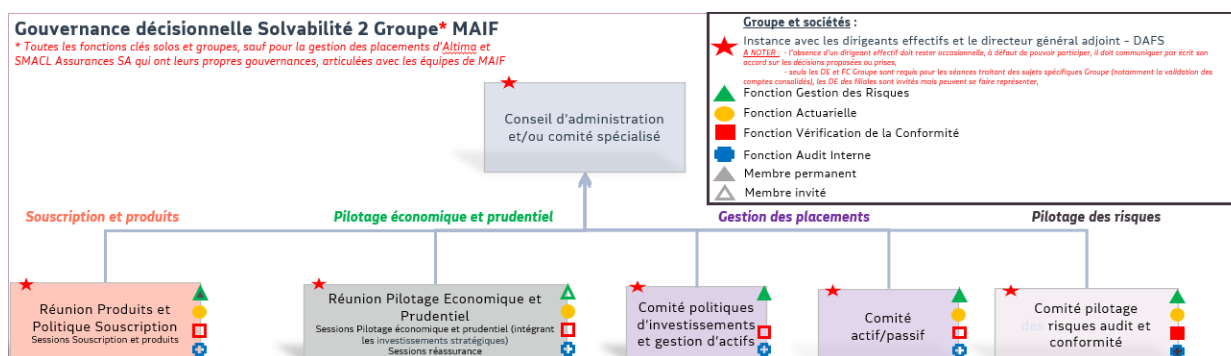 Gouvernance décisionnelle Solvabilité 2 Groupe* MAIF
* Toutes les fonctions clés solos et groupes, sauf pour la gestion des placements d'Altima et
SMACL Assurances SA qui ont leurs propres gouvernances, articulées avec les équipes de MAIF
Groupe et sociétés :
Instance avec les dirigeants effectifs et le directeur général adjoint - DAFS
A NOTER : - l'absence d'un dirigeant effectif doit rester occasionnelle, à défaut de pouvoir participer, il doit communiquer par écrit son
accord sur les décisions proposées ou prises,
- seuls les DE et FC Groupe sont requis pour les séances traitant des sujets spécifiques Groupe (notamment la validation des
comptes consolidés), les DE des filiales sont invités mais peuvent se faire représenter,
Fonction Gestion des Risques
Fonction Actuarielle
Fonction Vérification de la Conformité
Fonction Audit Interne
Membre permanent
Membre invité
Conseil d'administration
et/ou comité spécialisé
Souscription et produits
Pilotage économique et prudentiel
Gestion des placements
Pilotage des risques
Réunion Produits et
Politique Souscription
Sessions Souscription et produits
Réunion Pilotage Economique et
Prudentiel
Sessions Pilotage économique et prudentiel (intégrant
les investissements stratégiques)
Sessions réassurance
Comité politiques
d'investissements
et gestion d'actifs
Comité
actif/passif
Comité pilotage
des risques audit et
conformité